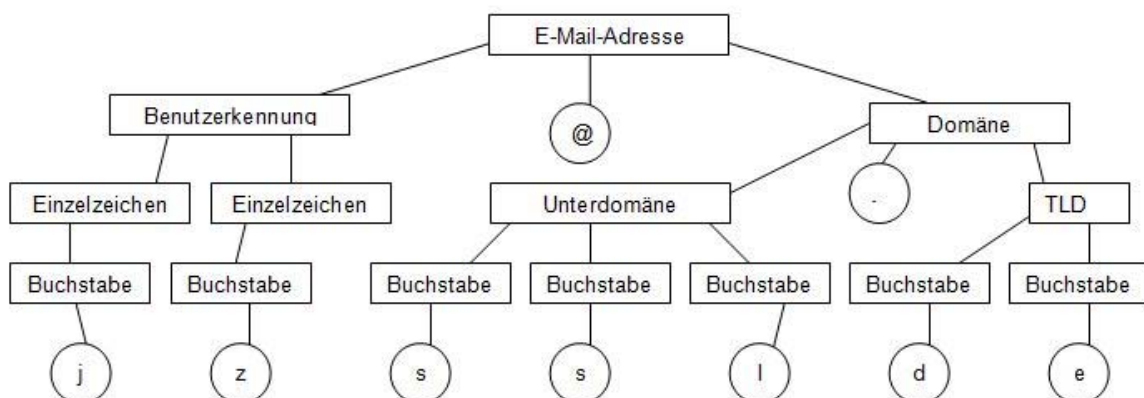 E-Mail-Adresse
Benutzerkennung
@
Domäne
Einzelzeichen Einzelzeichen Unterdomäne . TLD
Buchstabe Buchstabe Buchstabe Buchstabe Buchstabe Buchstabe Buchstabe
j z s s l d e